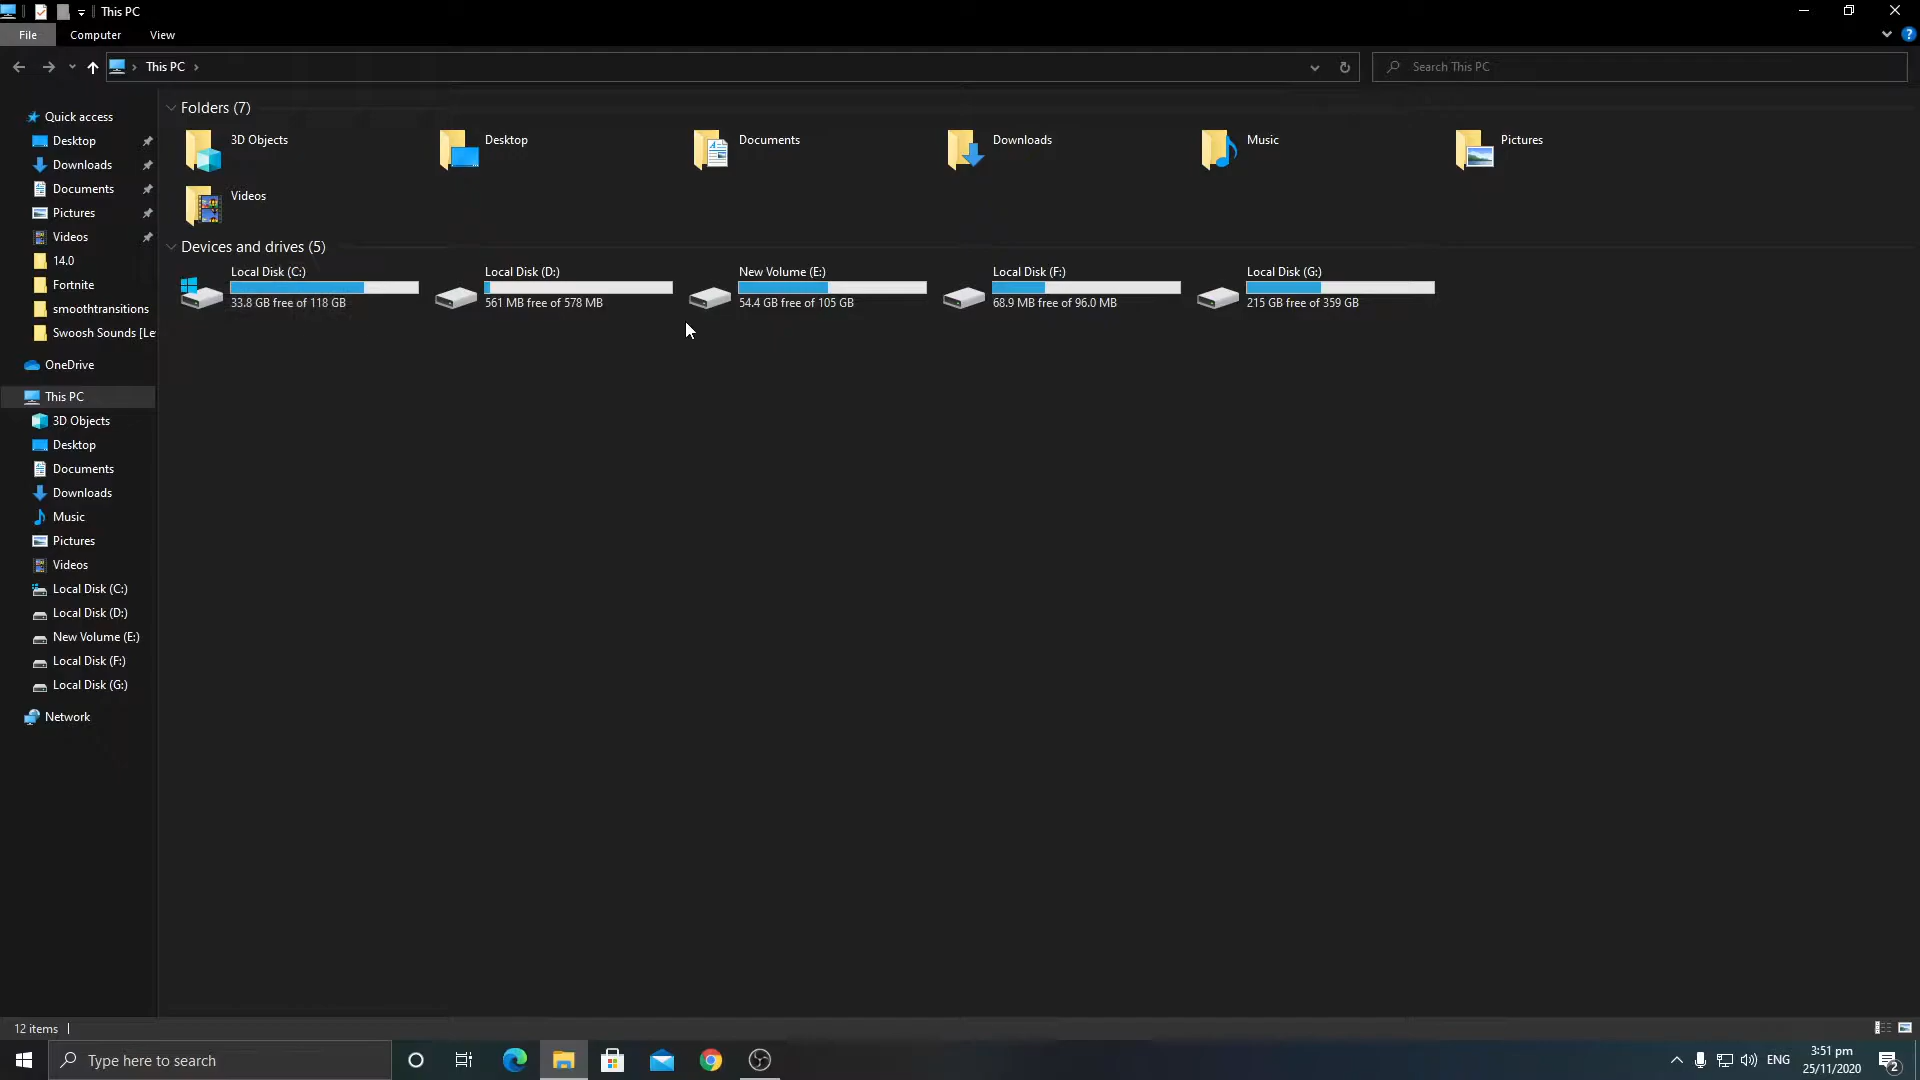 This PC
File
Computer
View
This PC
Search This PC
Quick access
Desktop
Downloads
Documents
Pictures
Videos
14.0
Fortnite
smoothtransitions
Swoosh Sounds [Le
OneDrive
This PC
3D Objects
Desktop
Documents
Downloads
Music
Pictures
Videos
Local Disk (C:)
Local Disk (D:)
New Volume (E:)
Local Disk (F:)
Local Disk (G:)
Network
Folders (7)
3D Objects
Desktop
Documents
Downloads
Music
Pictures
Videos
Devices and drives (5)
Local Disk (C:)
33.8 GB free of 118 GB
Local Disk (D:)
561 MB free of 578 MB
New Volume (E:)
54.4 GB free of 105 GB
Local Disk (F:)
68.9 MB free of 96.0 MB
Local Disk (G:)
215 GB free of 359 GB
12 items
Type here to search
ENG
3:51 pm
25/11/2020
2